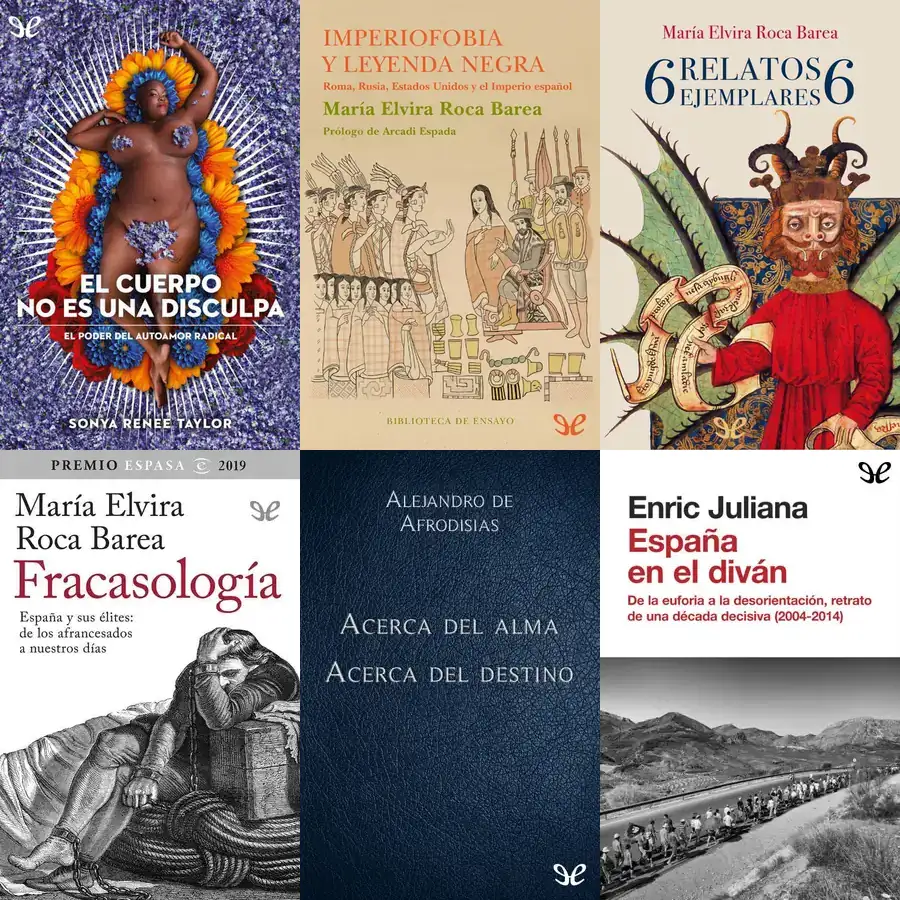 EL CUERPO
NO ES UNA DISCULPA
EL PODER DEL AUTOAMOR RADICAL
SONYA RENEE TAYLOR
IMPERIOFOBIA
Y LEYENDA NEGRA
Roma, Rusia, Estados Unidos y el Imperio español
María Elvira Roca Barea
Prólogo de Arcadi Espada
BIBLIOTECA DE ENSAYO
María Elvira Roca Barea
6 RELATOS 6
EJEMPLARES
PREMIO ESPASA 2019
María Elvira
Roca Barea
Fracasología
España y sus élites:
de los afrancesados
a nuestros días
ALEJANDRO DE
AFRODISIAS
ACERCA DEL ALMA
ACERCA DEL DESTINO
Enric Juliana
España
en el diván
De la euforia a la desorientación, retrato
de una década decisiva (2004-2014)